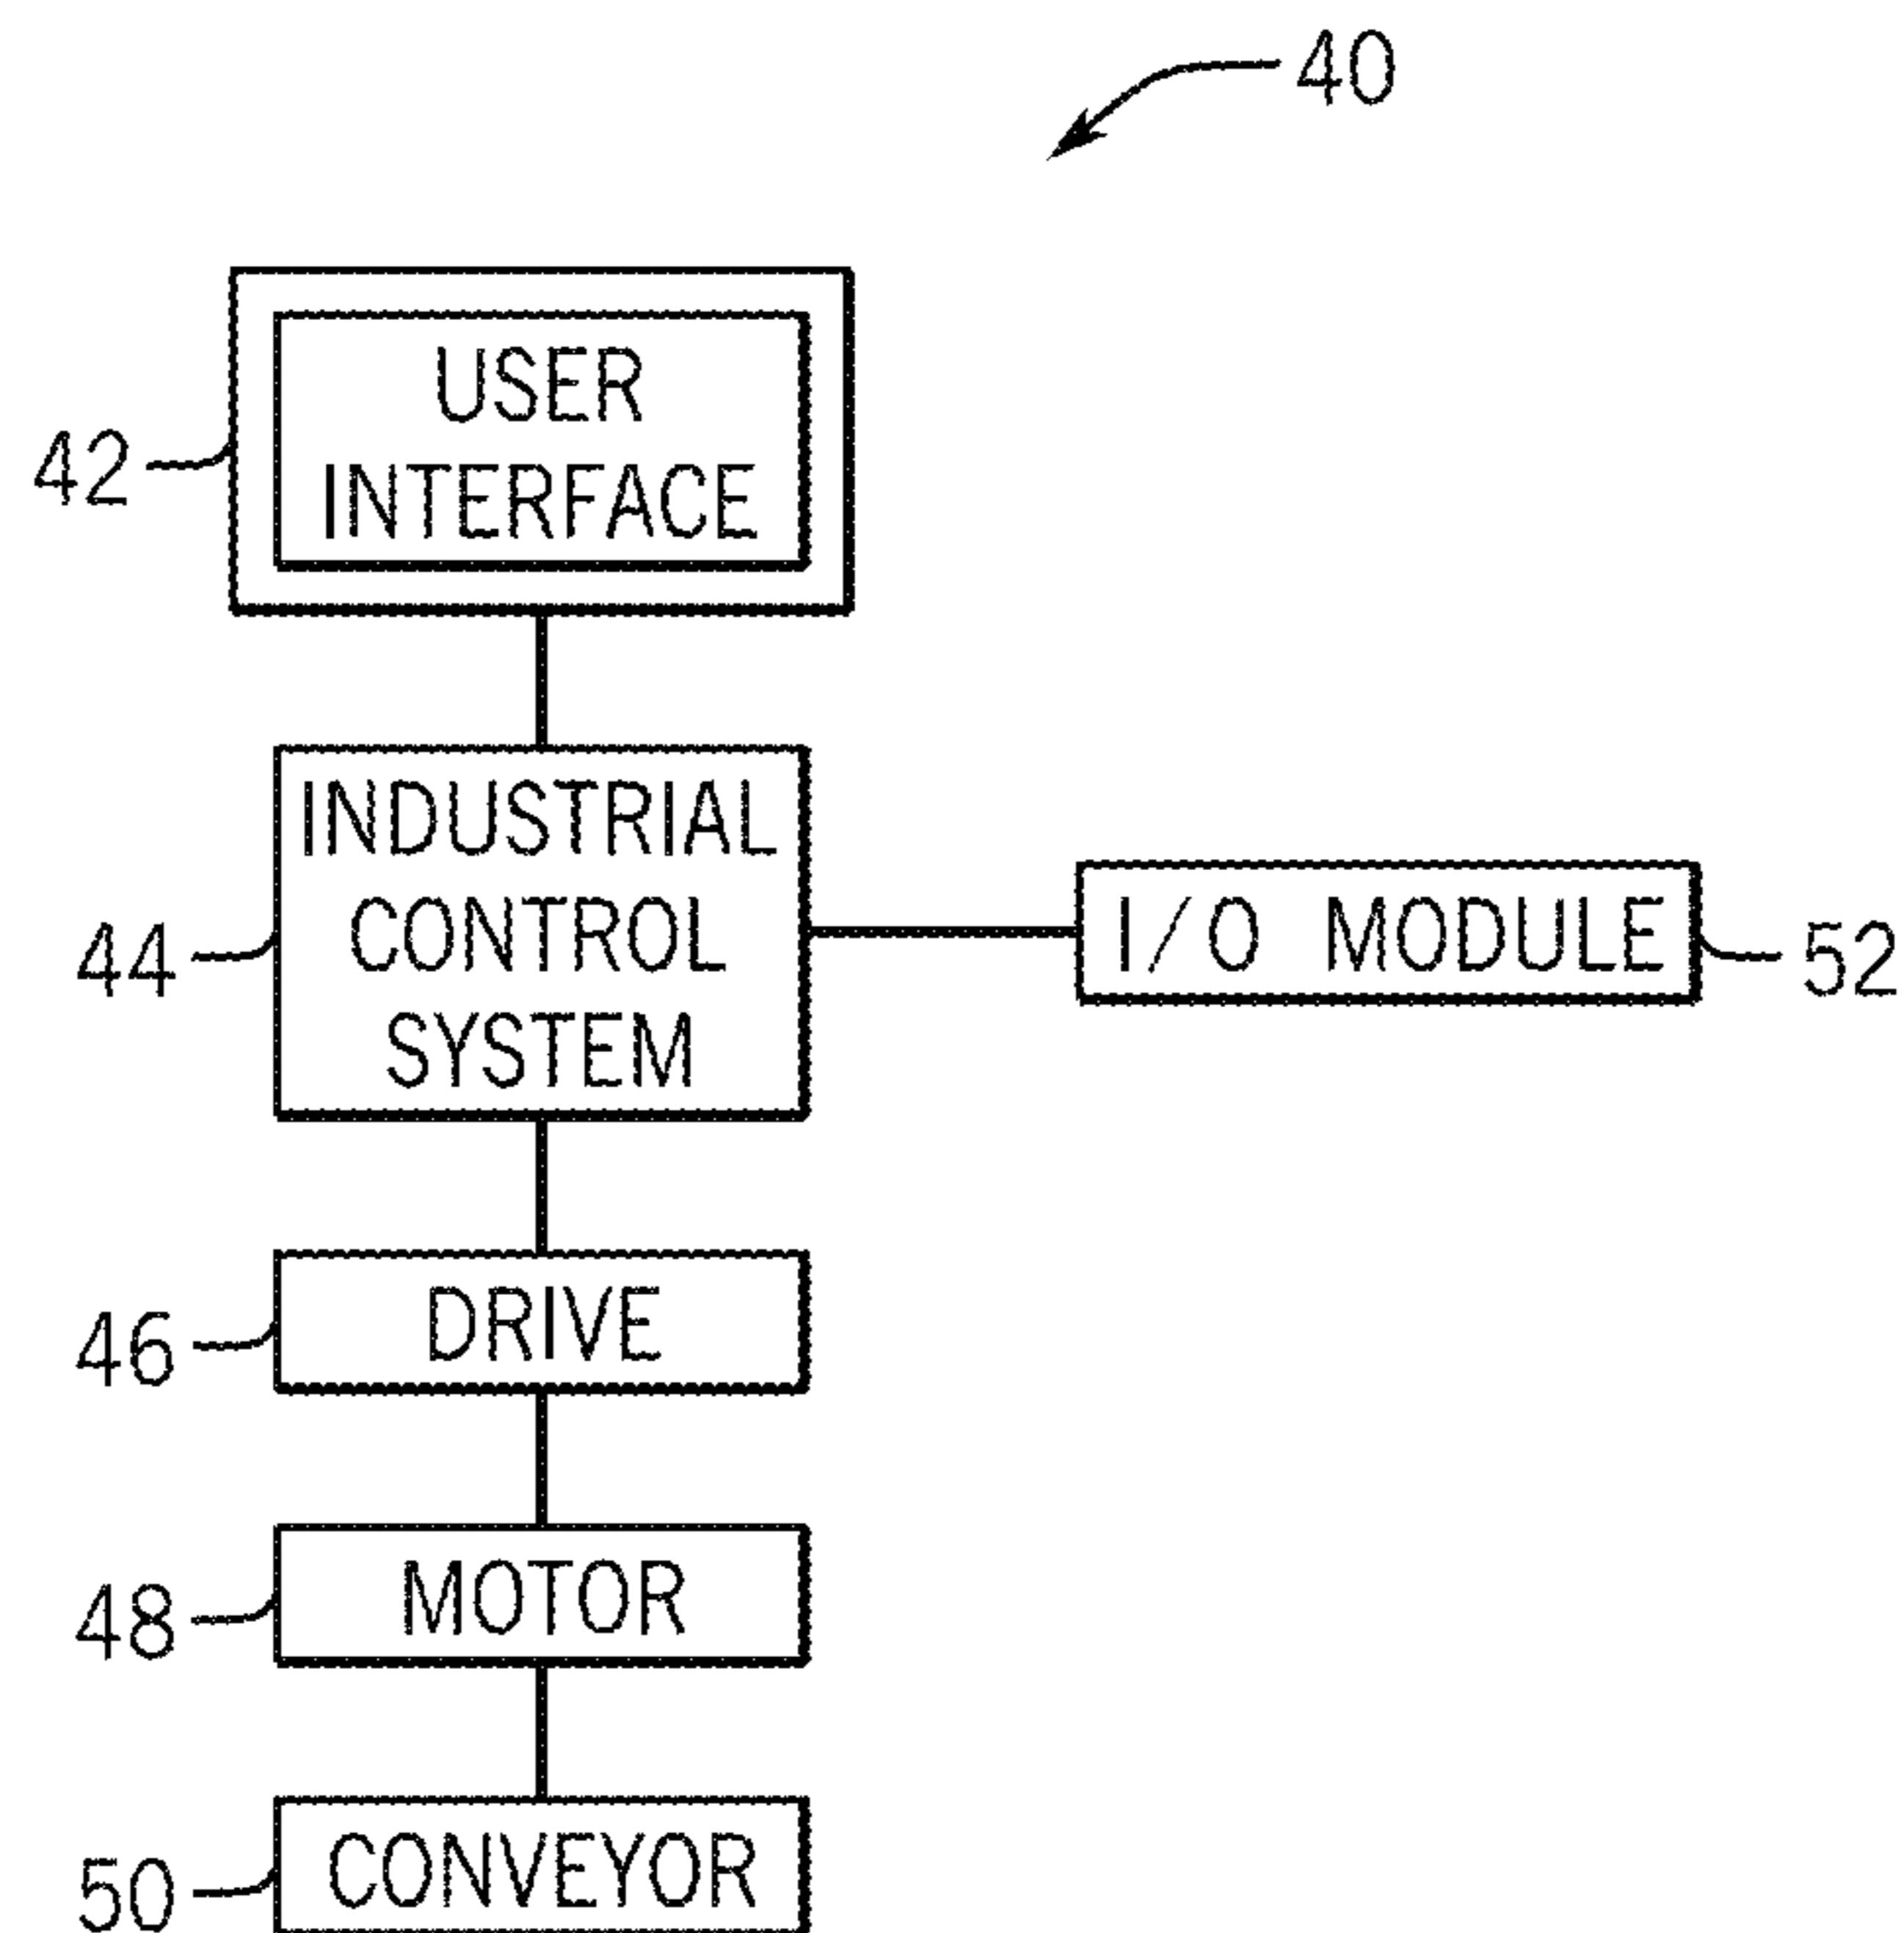 40
USER
INTERFACE
42
INDUSTRIAL
CONTROL
SYSTEM
44
I/O MODULE
52
DRIVE
46
MOTOR
48
CONVEYOR
50